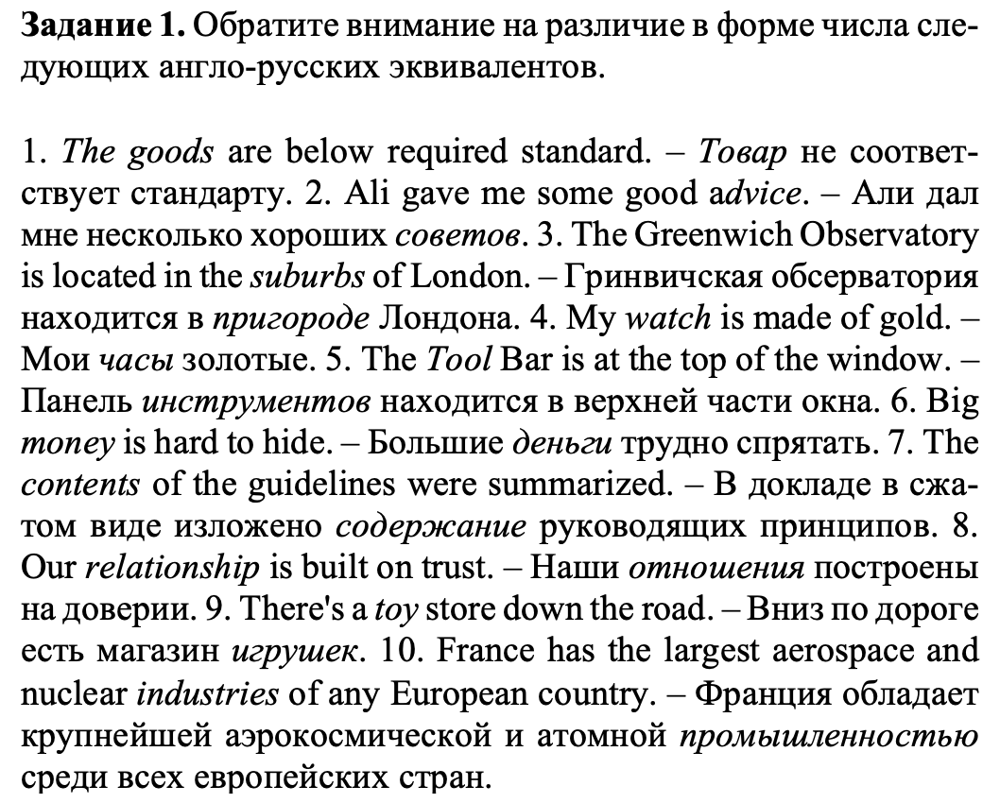 Задание 1. Обратите внимание на различие в форме числа сле-
дующих англо-русских эквивалентов.
1. The goods are below required standard. – Товар не соответ-
ствует стандарту. 2. Ali gave me some good advice. – Али дал
мне несколько хороших советов. 3. The Greenwich Observatory
is located in the suburbs of London. – Гринвичская обсерватория
находится в пригороде Лондона. 4. My watch is made of gold. –
Мои часы золотые. 5. The Tool Bar is at the top of the window. –
Панель инструментов находится в верхней части окна. 6. Big
money is hard to hide. – Большие деньги трудно спрятать. 7. The
contents of the guidelines were summarized. – В докладе в сжа-
том виде изложено содержание руководящих принципов. 8.
Our relationship is built on trust. – Наши отношения построены
на доверии. 9. There's a toy store down the road. – Вниз по дороге
есть магазин игрушек. 10. France has the largest aerospace and
nuclear industries of any European country. – Франция обладает
крупнейшей аэрокосмической и атомной промышленностью
среди всех европейских стран.